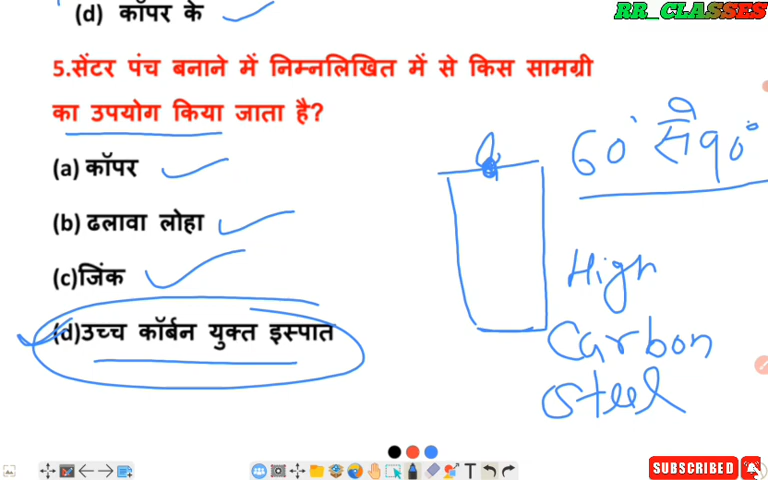 RR_CLASSES
(d) कॉपर के
5.सेंटर पंच बनाने में निम्नलिखित में से किस सामग्री
का उपयोग किया जाता है?
(a) कॉपर
(b) ढलावा लोहा
(c)जिंक
(d)उच्च कॉर्बन युक्त इस्पात
60° से 90°
High
Carbon
Steel
T
SUBSCRIBED